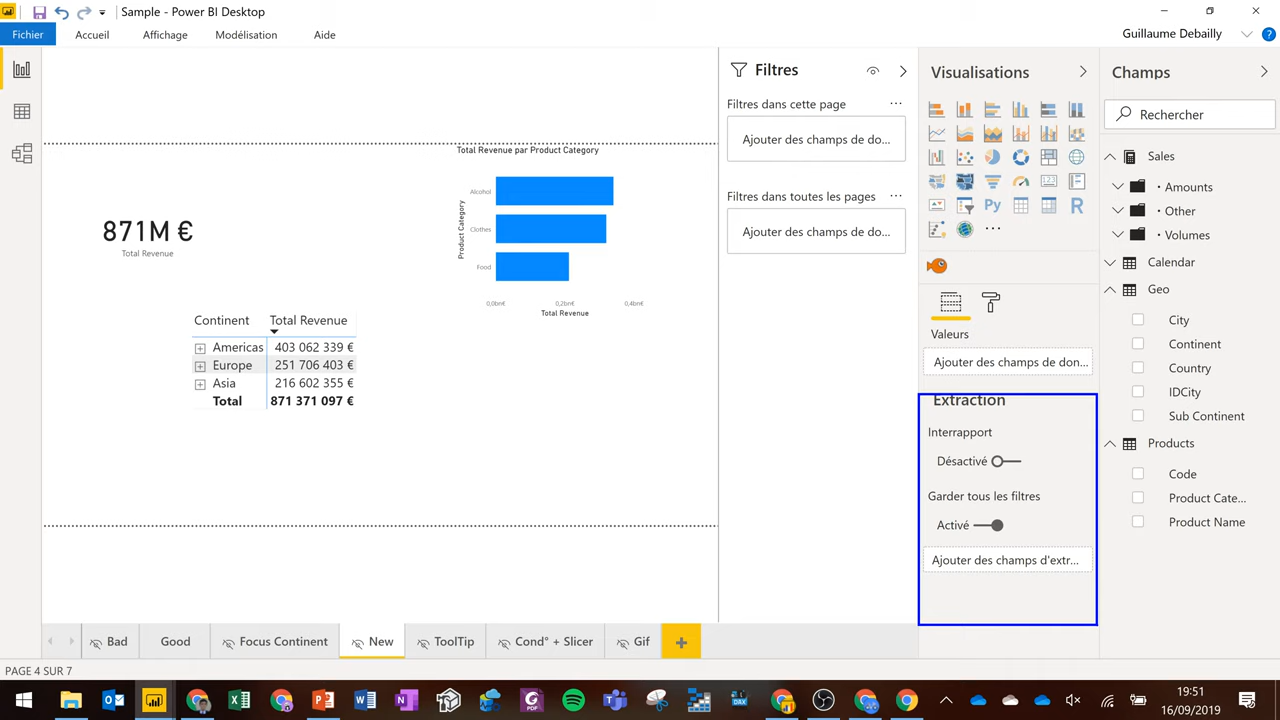 Sample - Power BI Desktop
Fichier Accueil Affichage Modélisation Aide
Guillaume Debailly
871M €
Total Revenue
Total Revenue par Product Category
Product Category
Alcohol
Clothes
Food
0,0bn€ 0,2bn€ 0,4bn€
Total Revenue
Continent Total Revenue
Americas 403 062 339 €
Europe 251 706 403 €
Asia 216 602 355 €
Total 871 371 097 €
Filtres
Filtres dans cette page ...
Ajouter des champs de do...
Filtres dans toutes les pages ...
Ajouter des champs de do...
Visualisations
Py
R
123
...
Valeurs
Ajouter des champs de don...
Extraction
Interrapport
Désactivé
Garder tous les filtres
Activé
Ajouter des champs d'extr...
Champs
Rechercher
Sales
• Amounts
• Other
• Volumes
Calendar
Geo
City
Continent
Country
IDCity
Sub Continent
Products
Code
Product Cate...
Product Name
Bad Good Focus Continent New ToolTip Cond° + Slicer Gif +
PAGE 4 SUR 7
19:51
16/09/2019